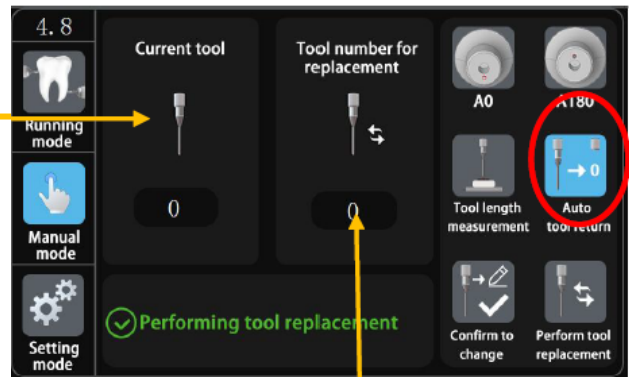 4. 8
Running
mode
Manual
mode
Setting
mode
Current tool
0
Tool number for
replacement
0
Performing tool replacement
A0
A180
Tool length
measurement
→ 0
Auto
tool return
Confirm to
change
Perform tool
replacement